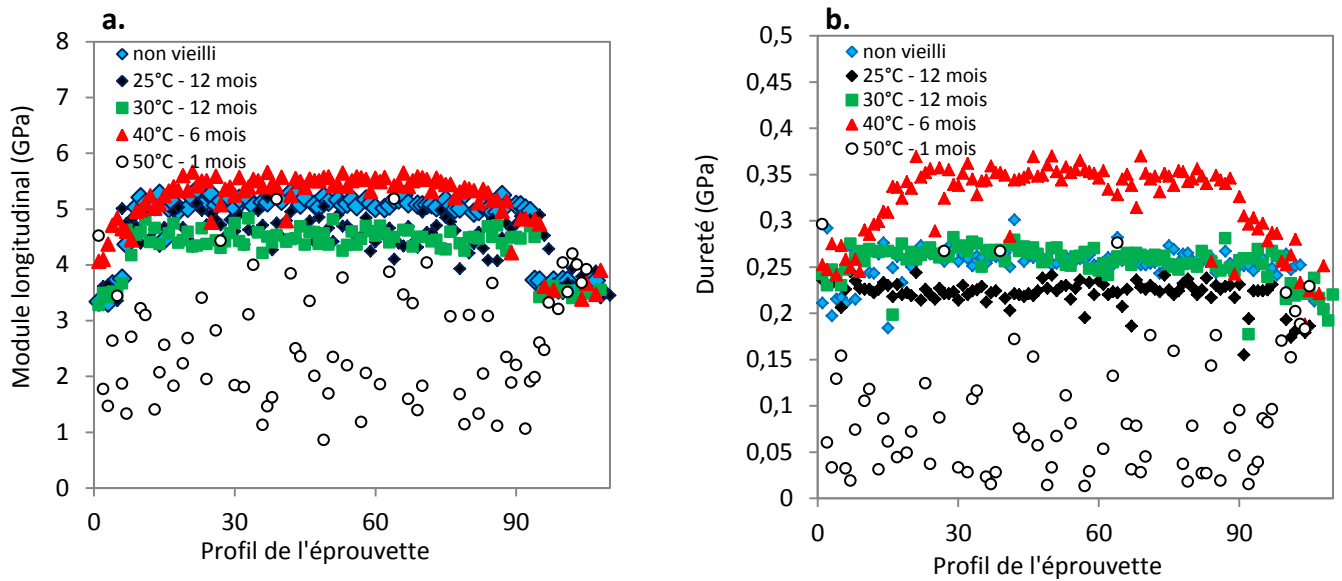 a.
8
7
6
5
4
3
2
1
0
0
30
60
90
Module longitudinal (GPa)
Profil de l'éprouvette
non vieilli
25°C - 12 mois
30°C - 12 mois
40°C - 6 mois
50°C - 1 mois
b.
0,5
0,45
0,4
0,35
0,3
0,25
0,2
0,15
0,1
0,05
0
0
30
60
90
Dureté (GPa)
Profil de l'éprouvette
non vieilli
25°C - 12 mois
30°C - 12 mois
40°C - 6 mois
50°C - 1 mois